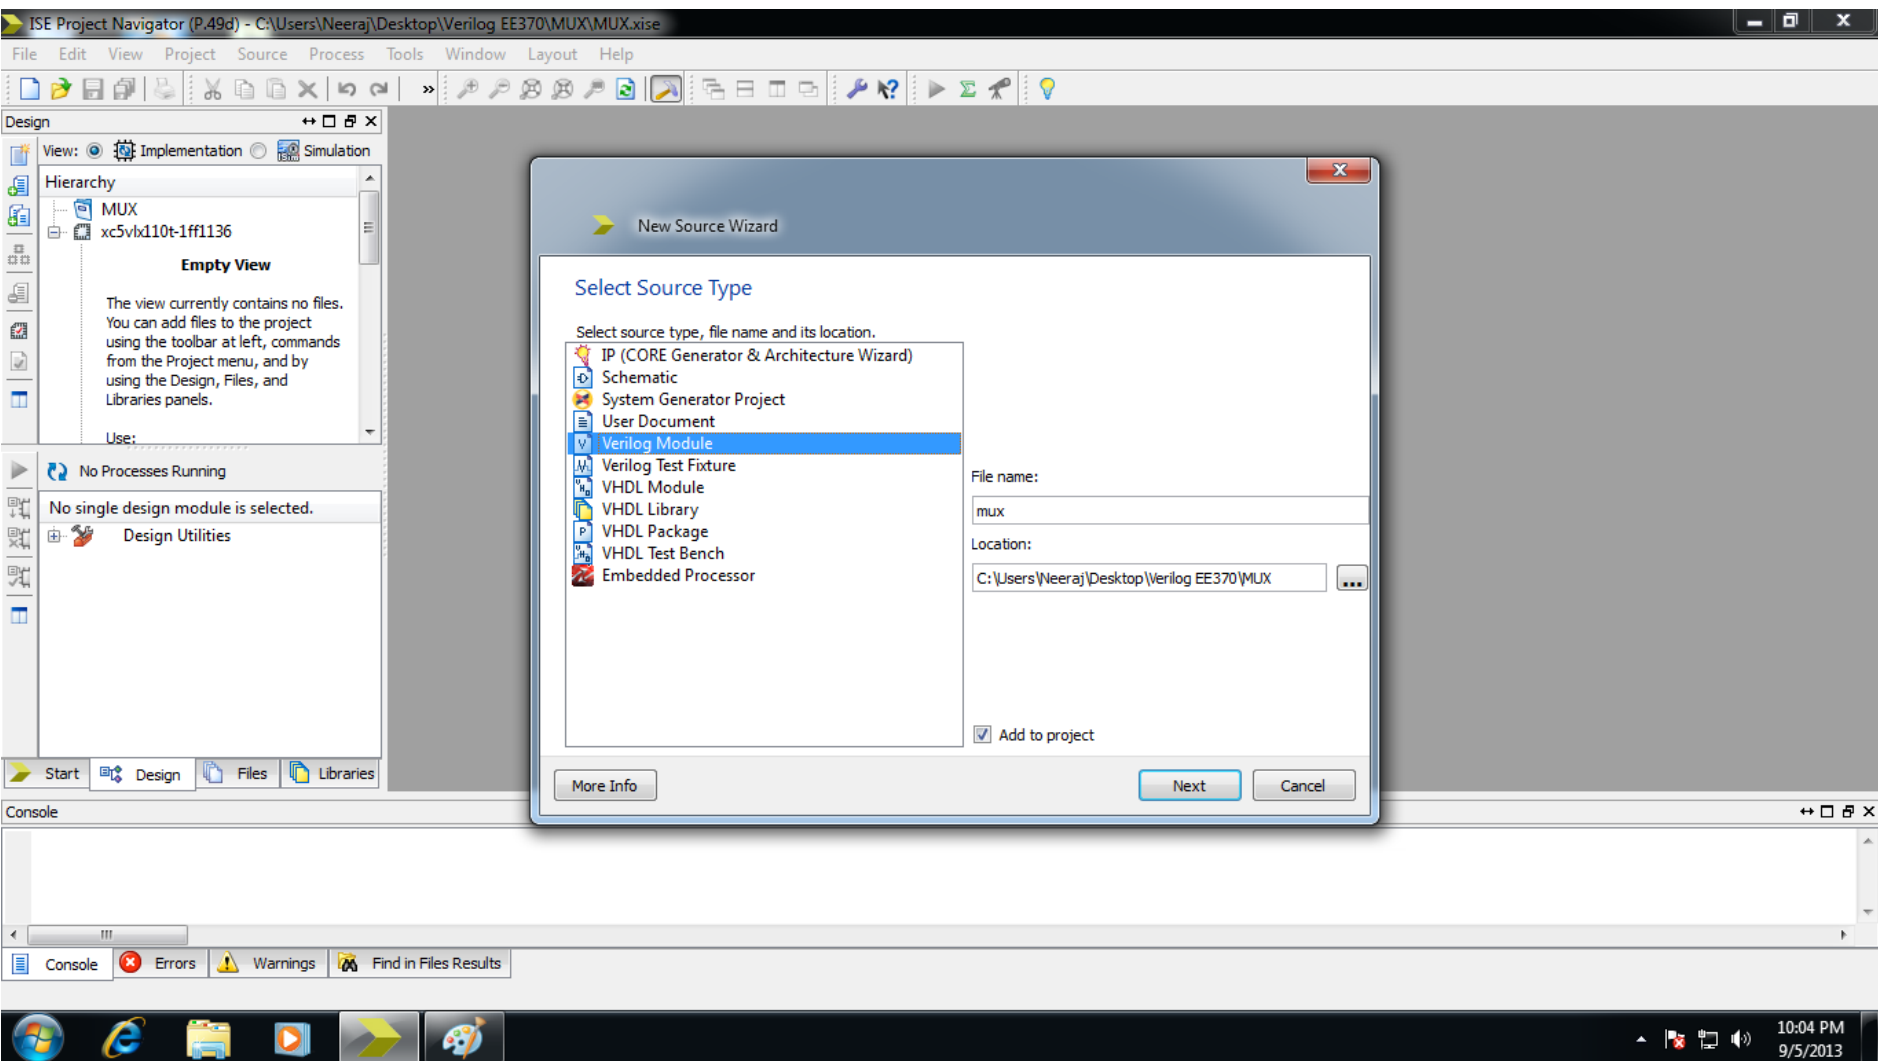 ISE Project Navigator (P.49d) - C:\Users\Neeraj\Desktop\Verilog EE370\MUX\MUX.xise
File Edit View Project Source Process Tools Window Layout Help
Design
View: Implementation Simulation
Hierarchy
MUX
xc5vlx110t-1ff1136
Empty View
The view currently contains no files.
You can add files to the project
using the toolbar at left, commands
from the Project menu, and by
using the Design, Files, and
Libraries panels.
Use:
No Processes Running
No single design module is selected.
Design Utilities
Start Design Files Libraries
New Source Wizard
Select Source Type
Select source type, file name and its location.
IP (CORE Generator & Architecture Wizard)
Schematic
System Generator Project
User Document
Verilog Module
Verilog Test Fixture
VHDL Module
VHDL Library
VHDL Package
VHDL Test Bench
Embedded Processor
File name:
mux
Location:
C:\Users\Neeraj\Desktop\Verilog EE370\MUX
...
Add to project
More Info Next Cancel
Console
Console Errors Warnings Find in Files Results
10:04 PM
9/5/2013